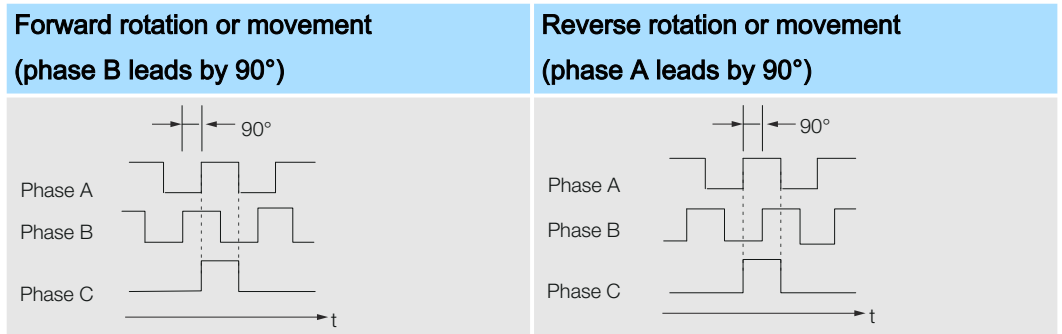 Forward rotation or movement
(phase B leads by 90°)
Reverse rotation or movement
(phase A leads by 90°)
90°
Phase A
Phase B
Phase C
t
90°
Phase A
Phase B
Phase C
t